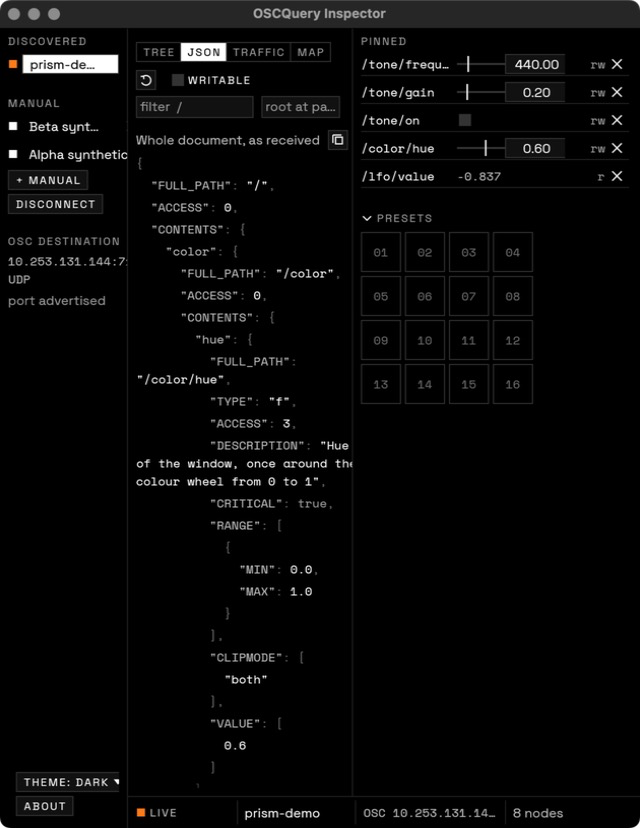 OSCQuery Inspector
DISCOVERED
prism-de…
MANUAL
Beta synt…
Alpha synthetic
+ MANUAL
DISCONNECT
OSC DESTINATION
10.253.131.144:7
UDP
port advertised
THEME: DARK
ABOUT
TREE JSON TRAFFIC MAP
WRITABLE
filter / root at pa…
Whole document, as received
{
"FULL_PATH": "/",
"ACCESS": 0,
"CONTENTS": {
"color": {
"FULL_PATH": "/color",
"ACCESS": 0,
"CONTENTS": {
"hue": {
"FULL_PATH":
"/color/hue",
"TYPE": "f",
"ACCESS": 3,
"DESCRIPTION": "Hue
of the window, once around the
colour wheel from 0 to 1",
"CRITICAL": true,
"RANGE": [
{
"MIN": 0.0,
"MAX": 1.0
}
],
"CLIPMODE": [
"both"
],
"VALUE": [
0.6
]
PINNED
/tone/frequ… 440.00 rw
/tone/gain 0.20 rw
/tone/on rw
/color/hue 0.60 rw
/lfo/value -0.837 r
PRESETS
01 02 03 04
05 06 07 08
09 10 11 12
13 14 15 16
LIVE prism-demo OSC 10.253.131.14… 8 nodes